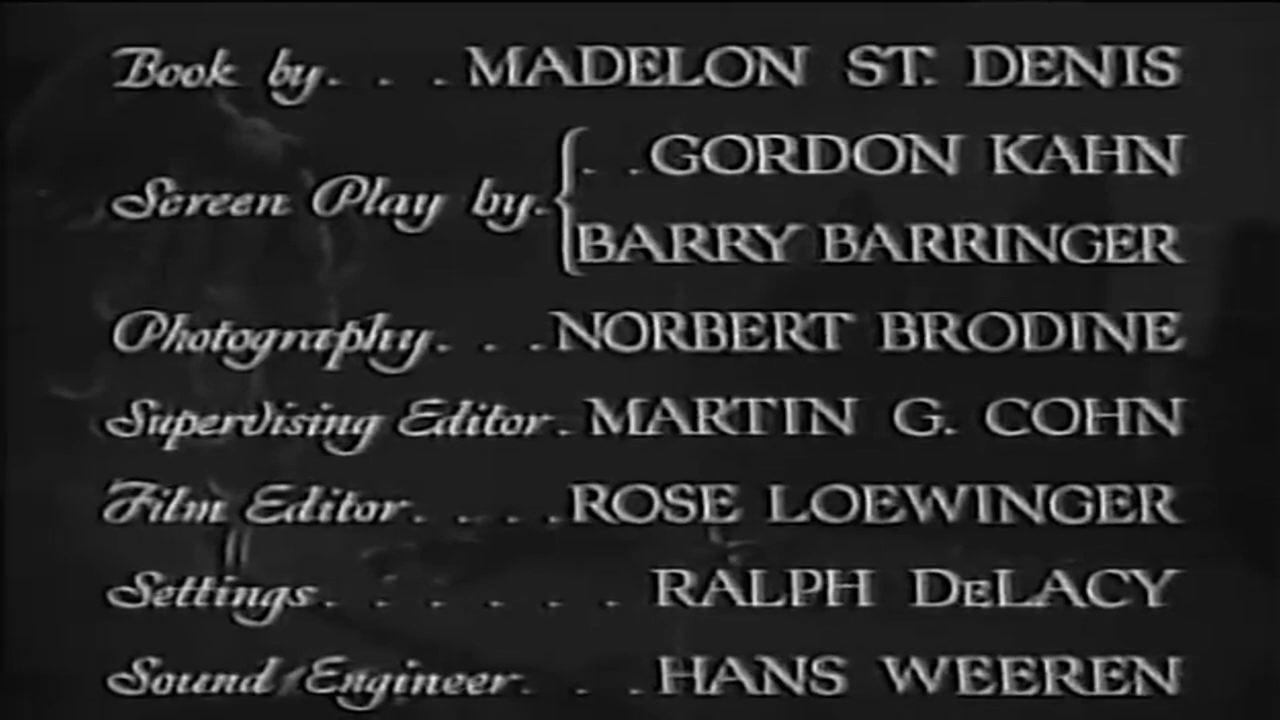 Book by. . . MADELON ST. DENIS
Screen Play by. { . . GORDON KAHN
BARRY BARRINGER
Photography. . . . NORBERT BRODINE
Supervising Editor. MARTIN G. COHN
Film Editor. . . . ROSE LOEWINGER
Settings. . . . . . RALPH DeLACY
Sound Engineer. . . HANS WEEREN